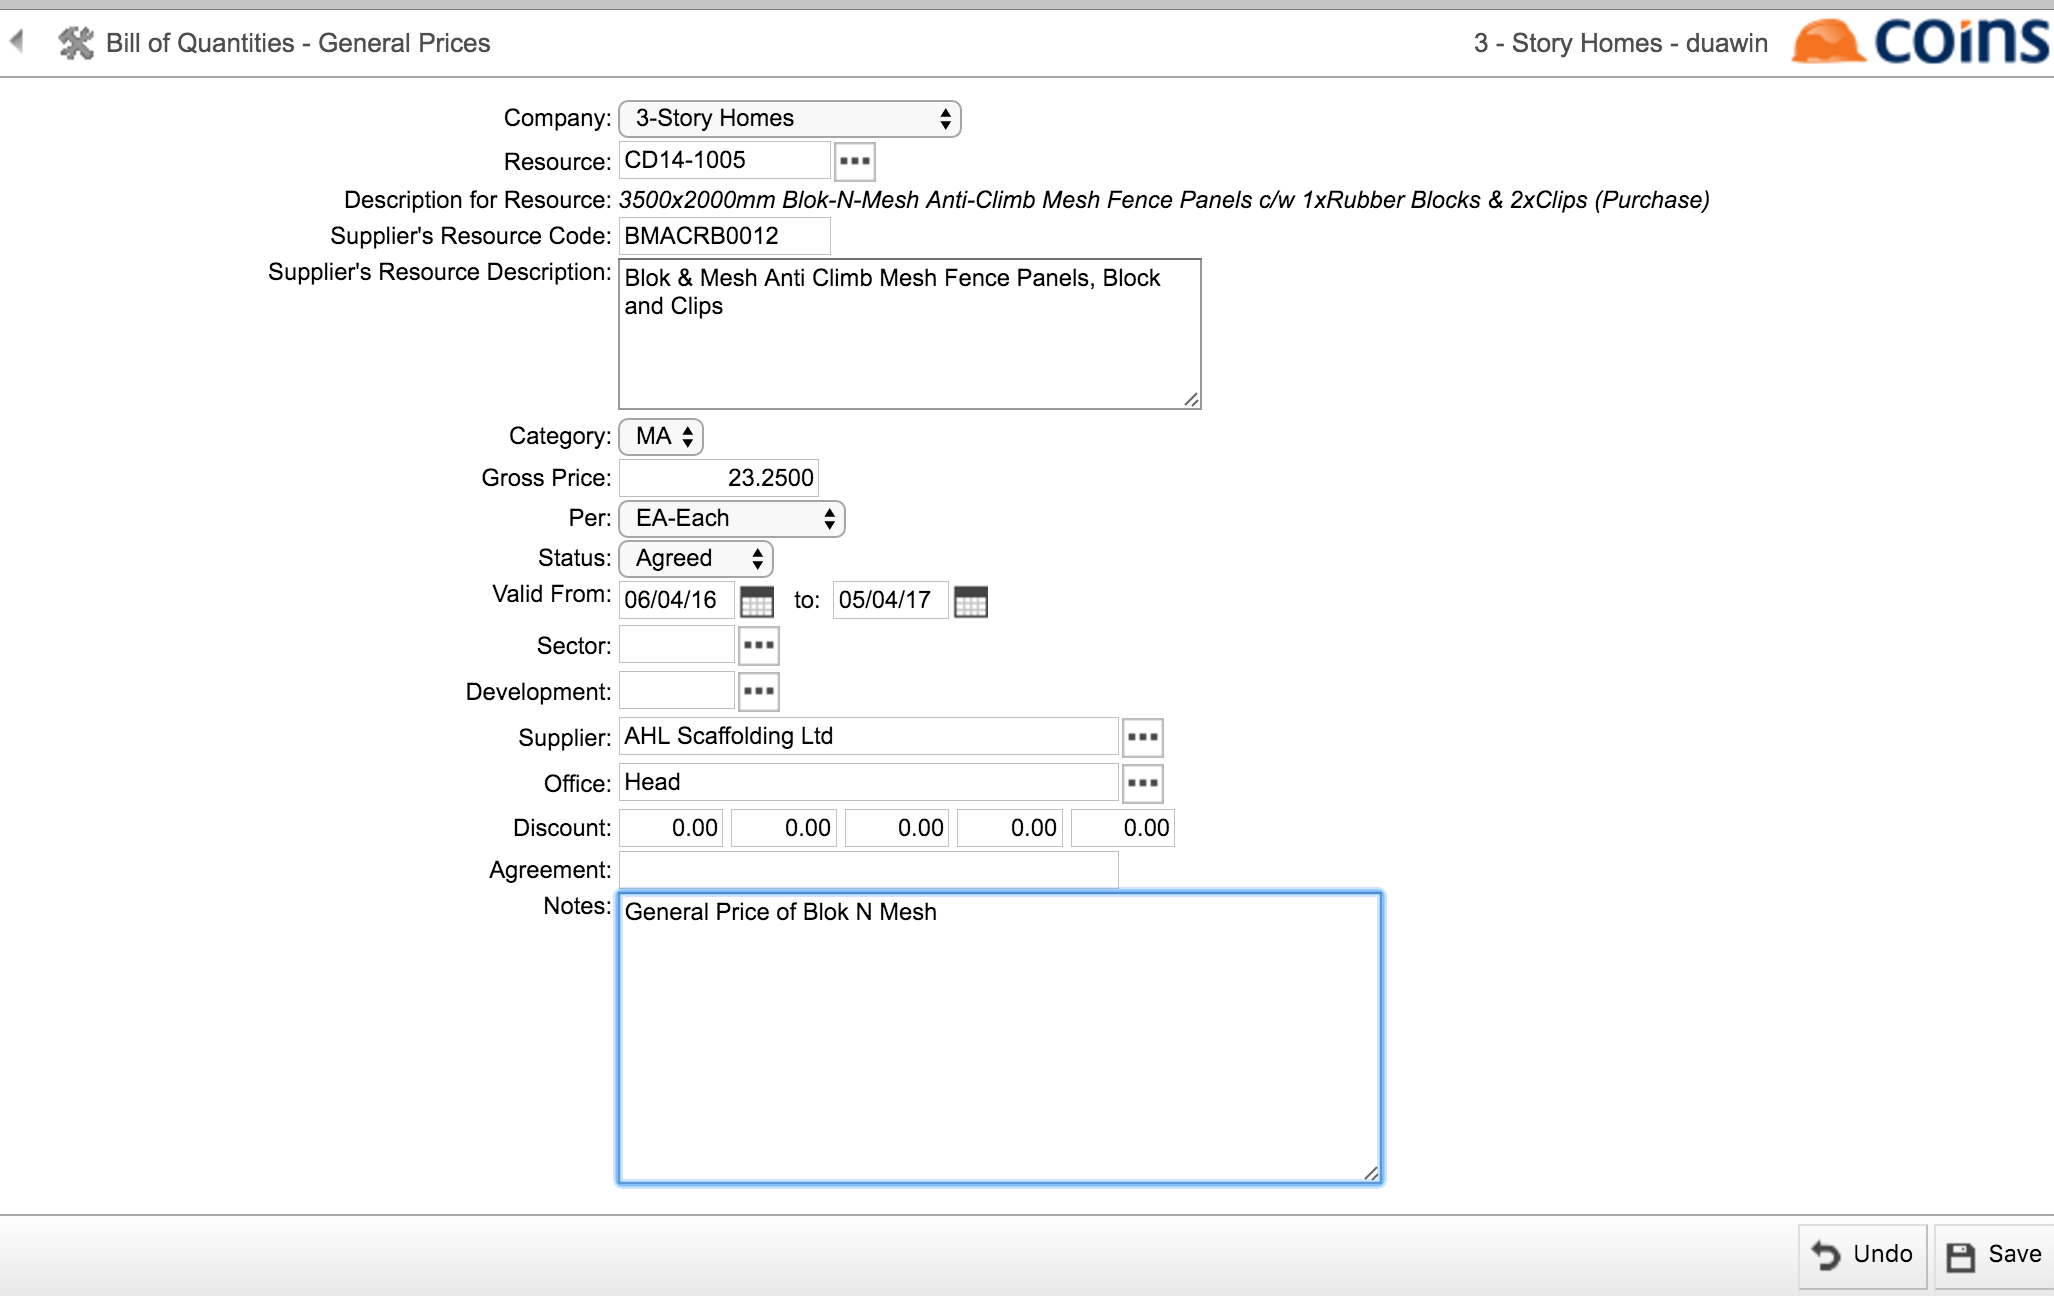 Bill of Quantities - General Prices
3 - Story Homes - duawin
coins
Company: 3-Story Homes
Resource: CD14-1005
Description for Resource: 3500x2000mm Blok-N-Mesh Anti-Climb Mesh Fence Panels c/w 1xRubber Blocks & 2xClips (Purchase)
Supplier's Resource Code: BMACRB0012
Supplier's Resource Description: Blok & Mesh Anti Climb Mesh Fence Panels, Block
and Clips
Category: MA
Gross Price: 23.2500
Per: EA-Each
Status: Agreed
Valid From: 06/04/16 to: 05/04/17
Sector:
Development:
Supplier: AHL Scaffolding Ltd
Office: Head
Discount: 0.00 0.00 0.00 0.00 0.00
Agreement:
Notes: General Price of Blok N Mesh
Undo Save